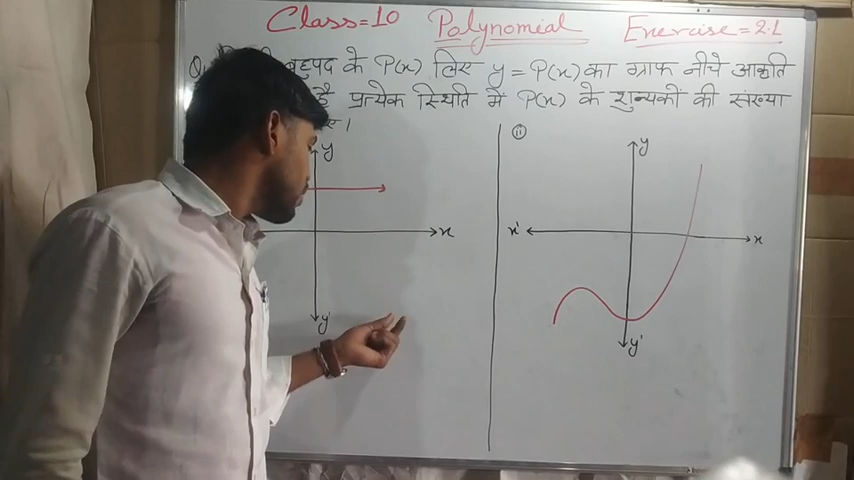 Class=10 Polynomial Exercise=2.1
Q. बहुपद के P(x) लिए y = P(x) का ग्राफ नीचे आकृति
है प्रत्येक स्थिति में P(x) के शुन्यकों की संख्या
y
x
y'
ii
y
x'
x
y'